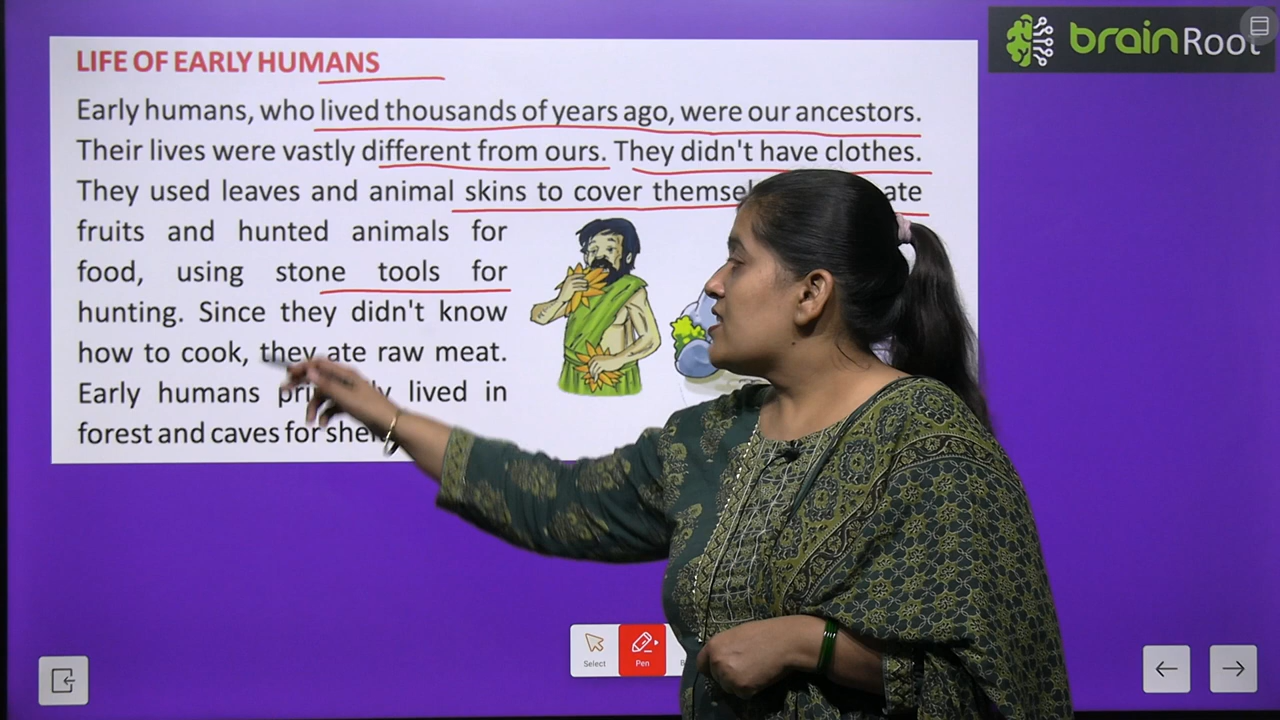 LIFE OF EARLY HUMANS
Early humans, who lived thousands of years ago, were our ancestors.
Their lives were vastly different from ours. They didn't have clothes.
They used leaves and animal skins to cover ate
fruits and hunted animals for
food, using stone tools for
hunting. Since they didn't know
how to cook, they ate raw meat.
Early humans lived in
forest and caves for
brainRoot
Select
Pen